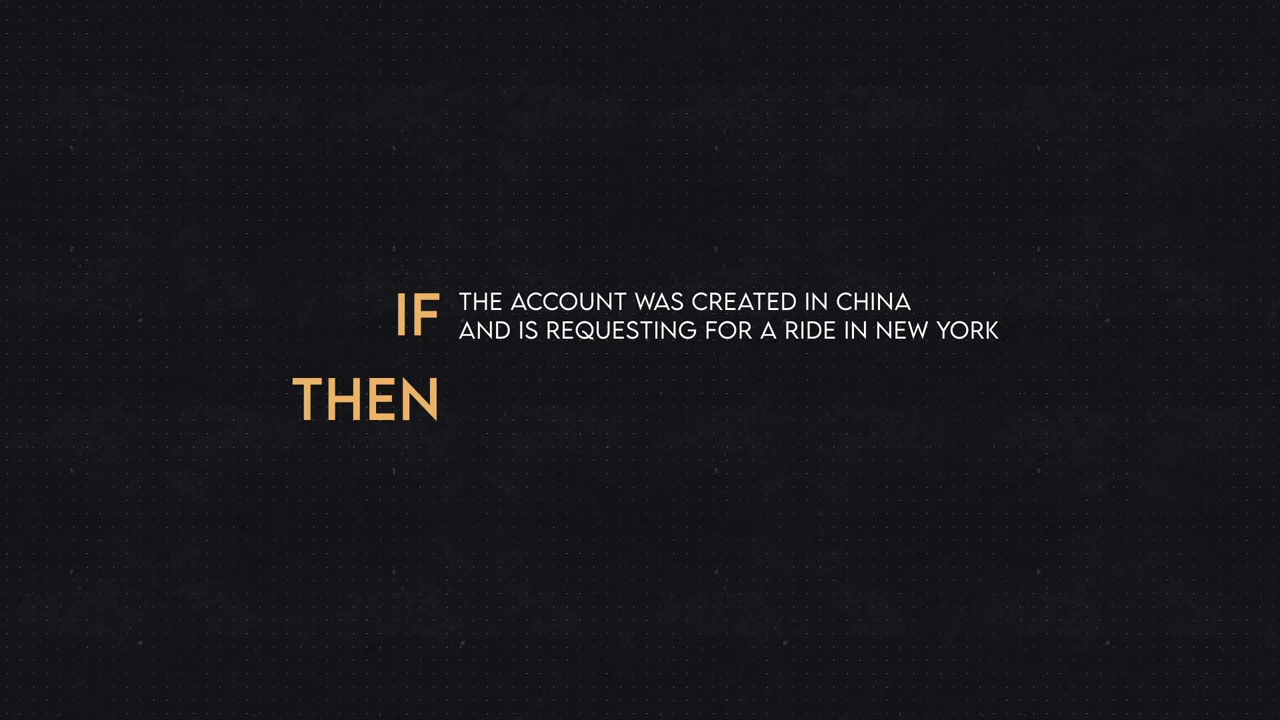 IF THE ACCOUNT WAS CREATED IN CHINA
AND IS REQUESTING FOR A RIDE IN NEW YORK
THEN